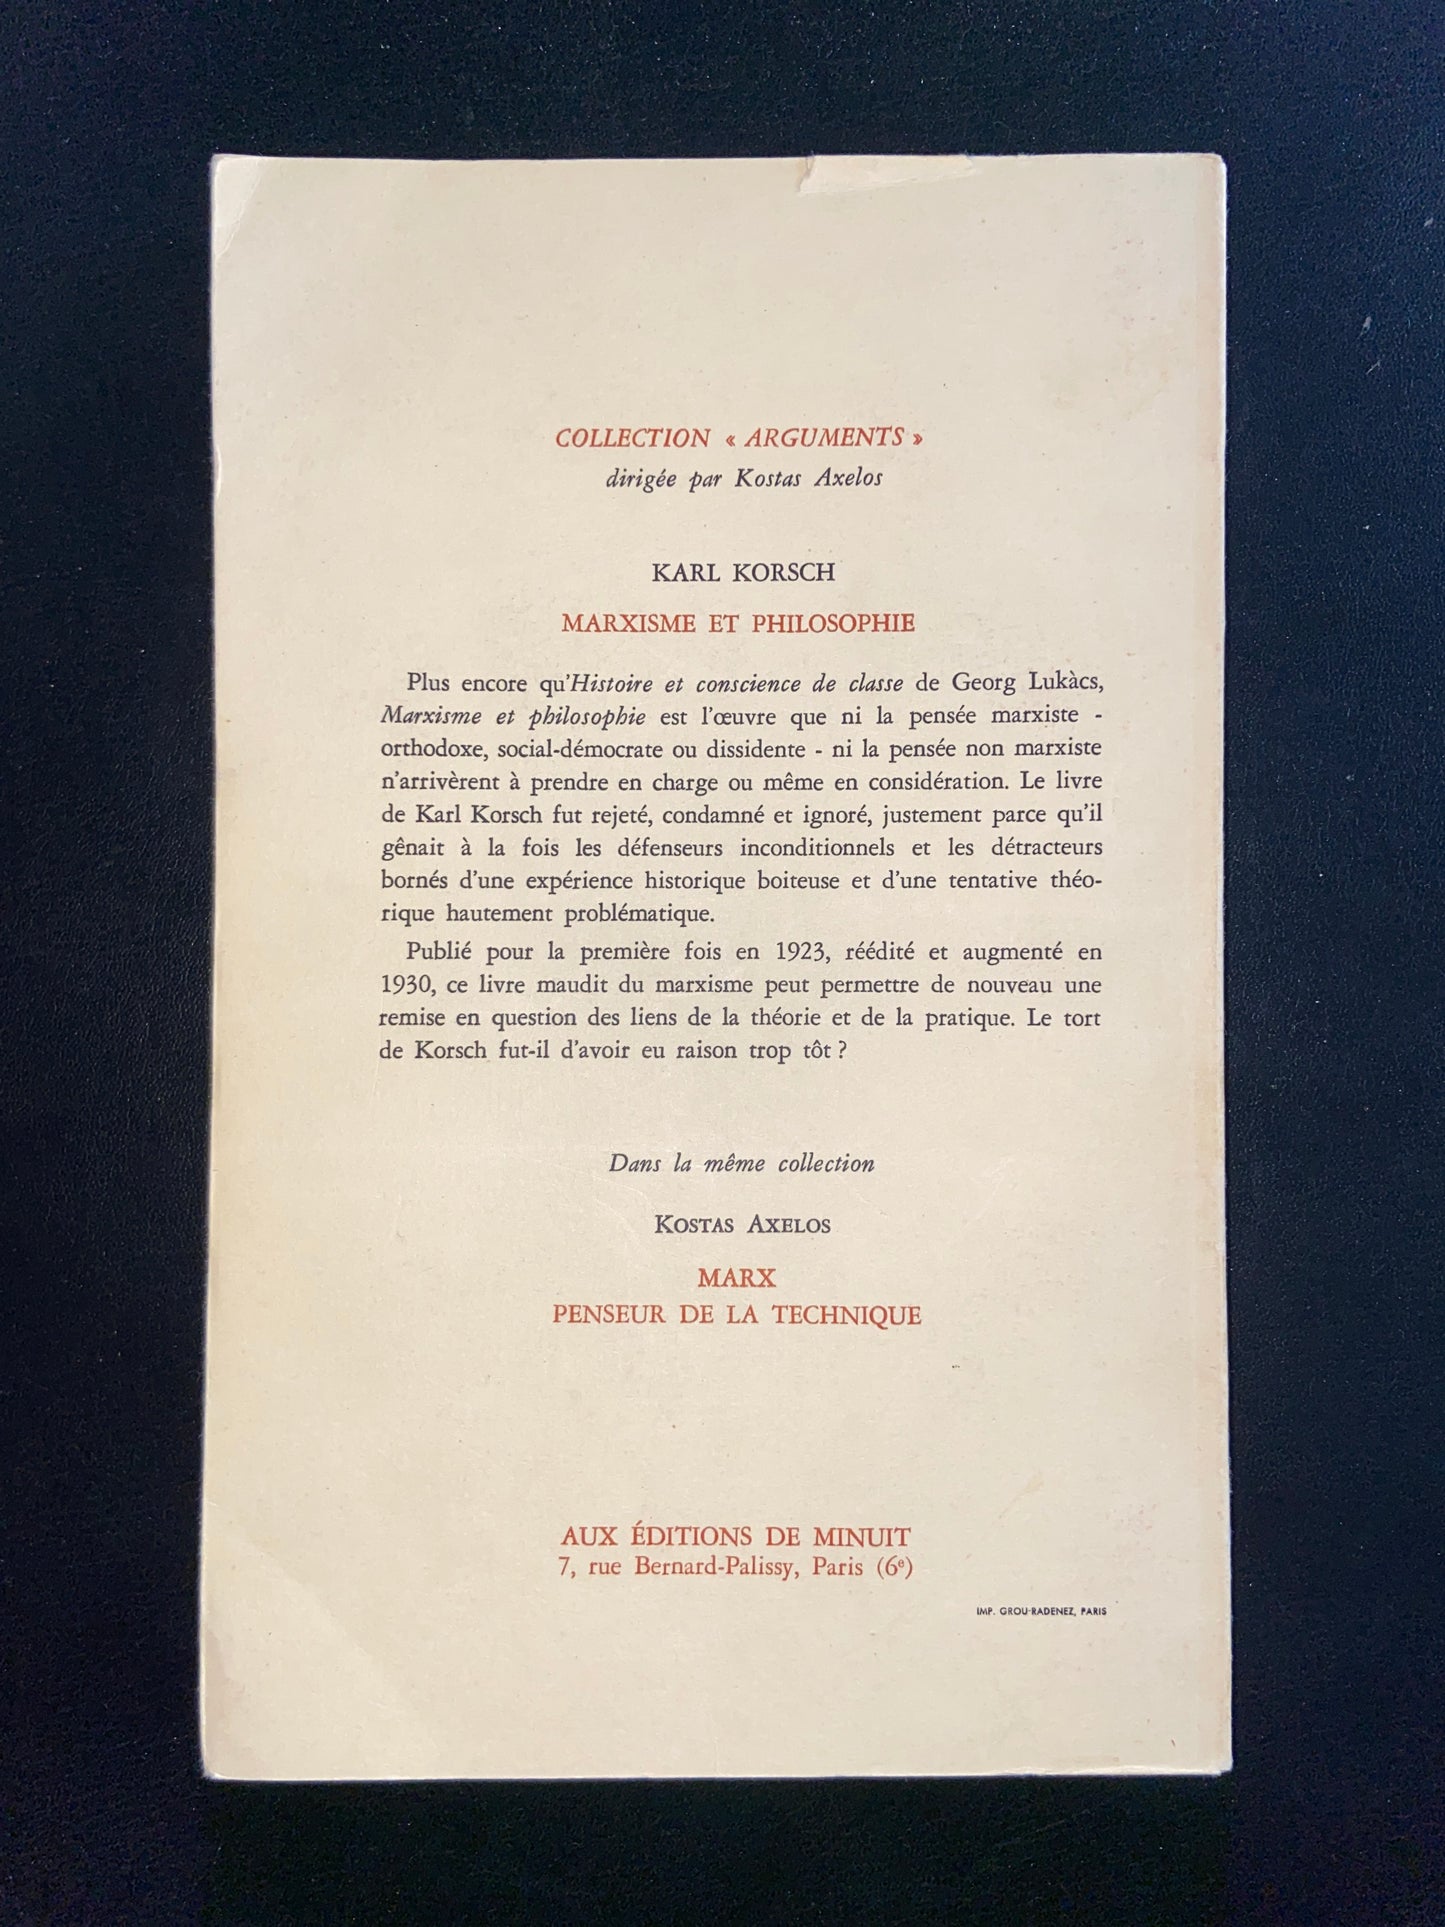 COLLECTION « ARGUMENTS »
dirigée par Kostas Axelos
KARL KORSCH
MARXISME ET PHILOSOPHIE
Plus encore qu'Histoire et conscience de classe de Georg Lukàcs,
Marxisme et philosophie est l'œuvre que ni la pensée marxiste -
orthodoxe, social-démocrate ou dissidente - ni la pensée non marxiste
n'arrivèrent à prendre en charge ou même en considération. Le livre
de Karl Korsch fut rejeté, condamné et ignoré, justement parce qu'il
gênait à la fois les défenseurs inconditionnels et les détracteurs
bornés d'une expérience historique boiteuse et d'une tentative théo-
rique hautement problématique.
Publié pour la première fois en 1923, réédité et augmenté en
1930, ce livre maudit du marxisme peut permettre de nouveau une
remise en question des liens de la théorie et de la pratique. Le tort
de Korsch fut-il d'avoir eu raison trop tôt ?
Dans la même collection
KOSTAS AXELOS
MARX
PENSEUR DE LA TECHNIQUE
AUX ÉDITIONS DE MINUIT
7, rue Bernard-Palissy, Paris (6e)
IMP. GROU-RADENEZ, PARIS